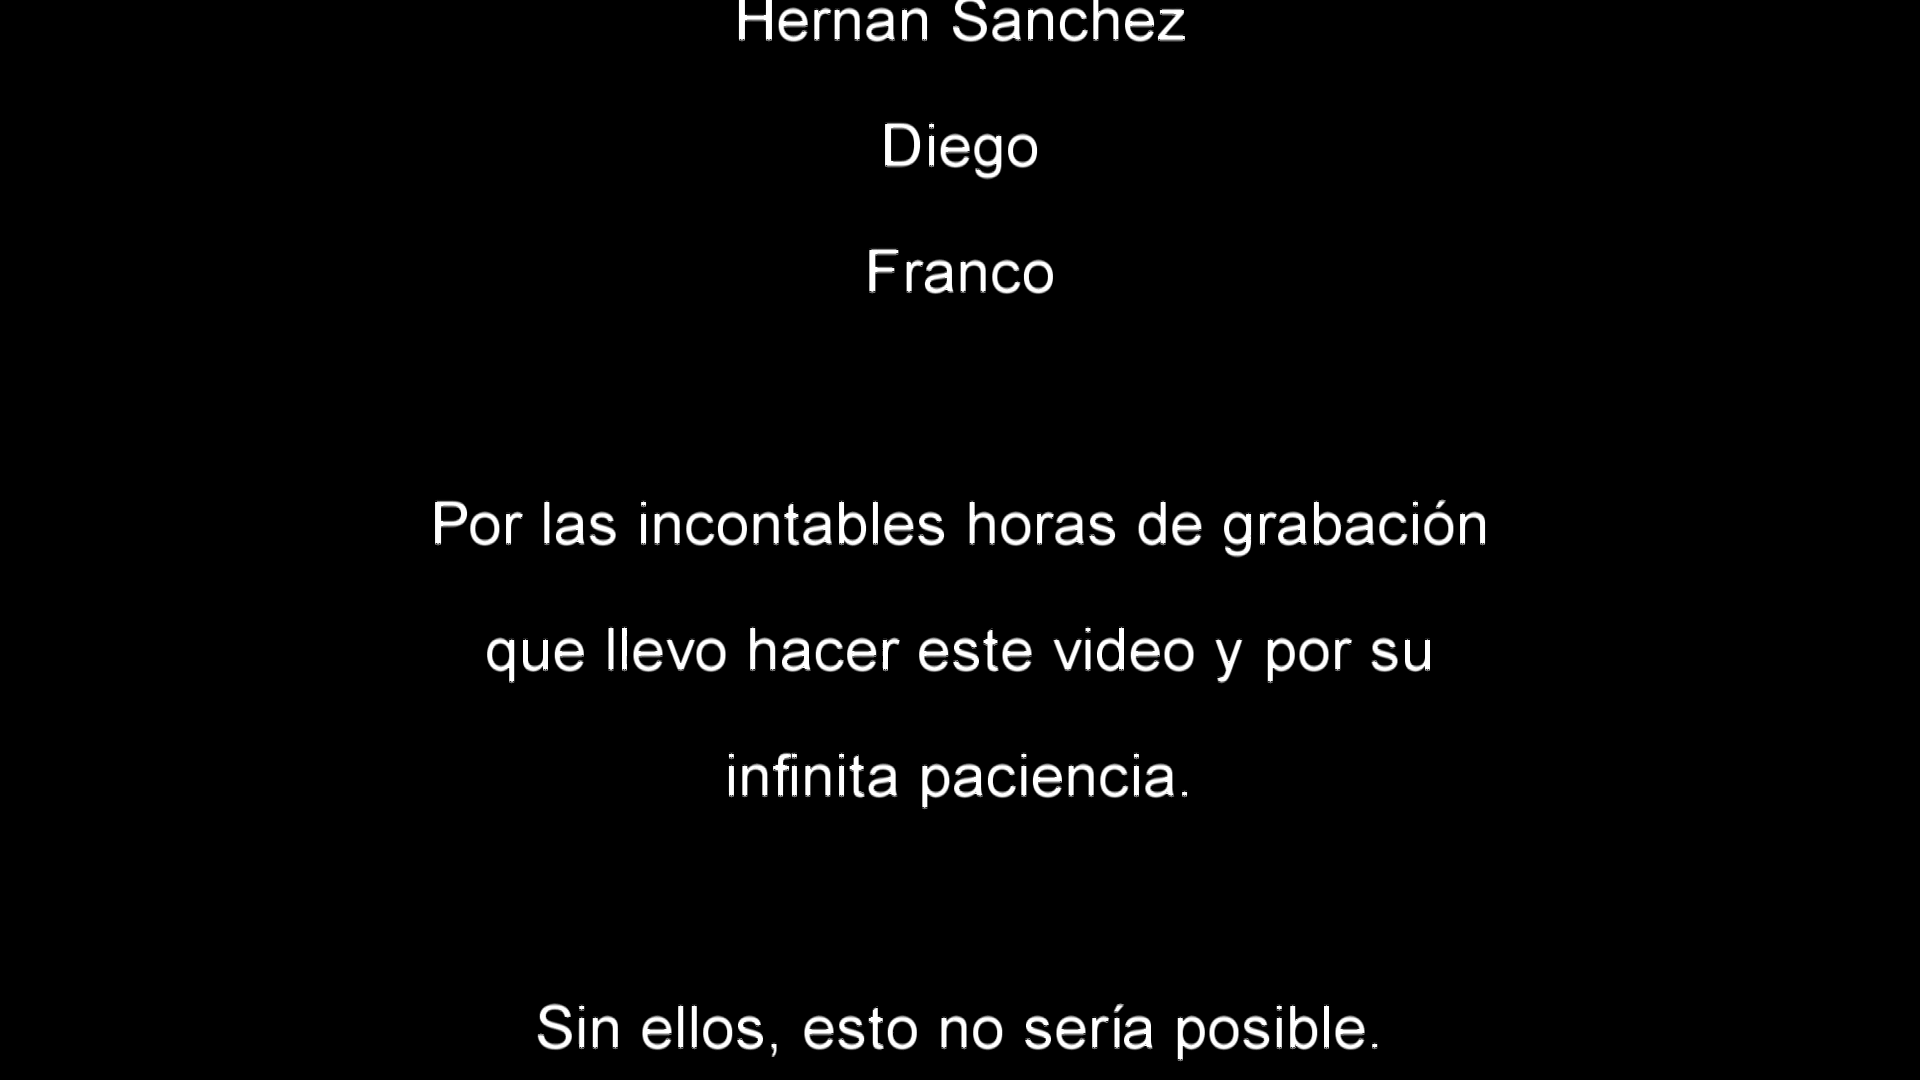 Hernan Sanchez
Diego
Franco
Por las incontables horas de grabación
que llevo hacer este video y por su
infinita paciencia.
Sin ellos, esto no sería posible.